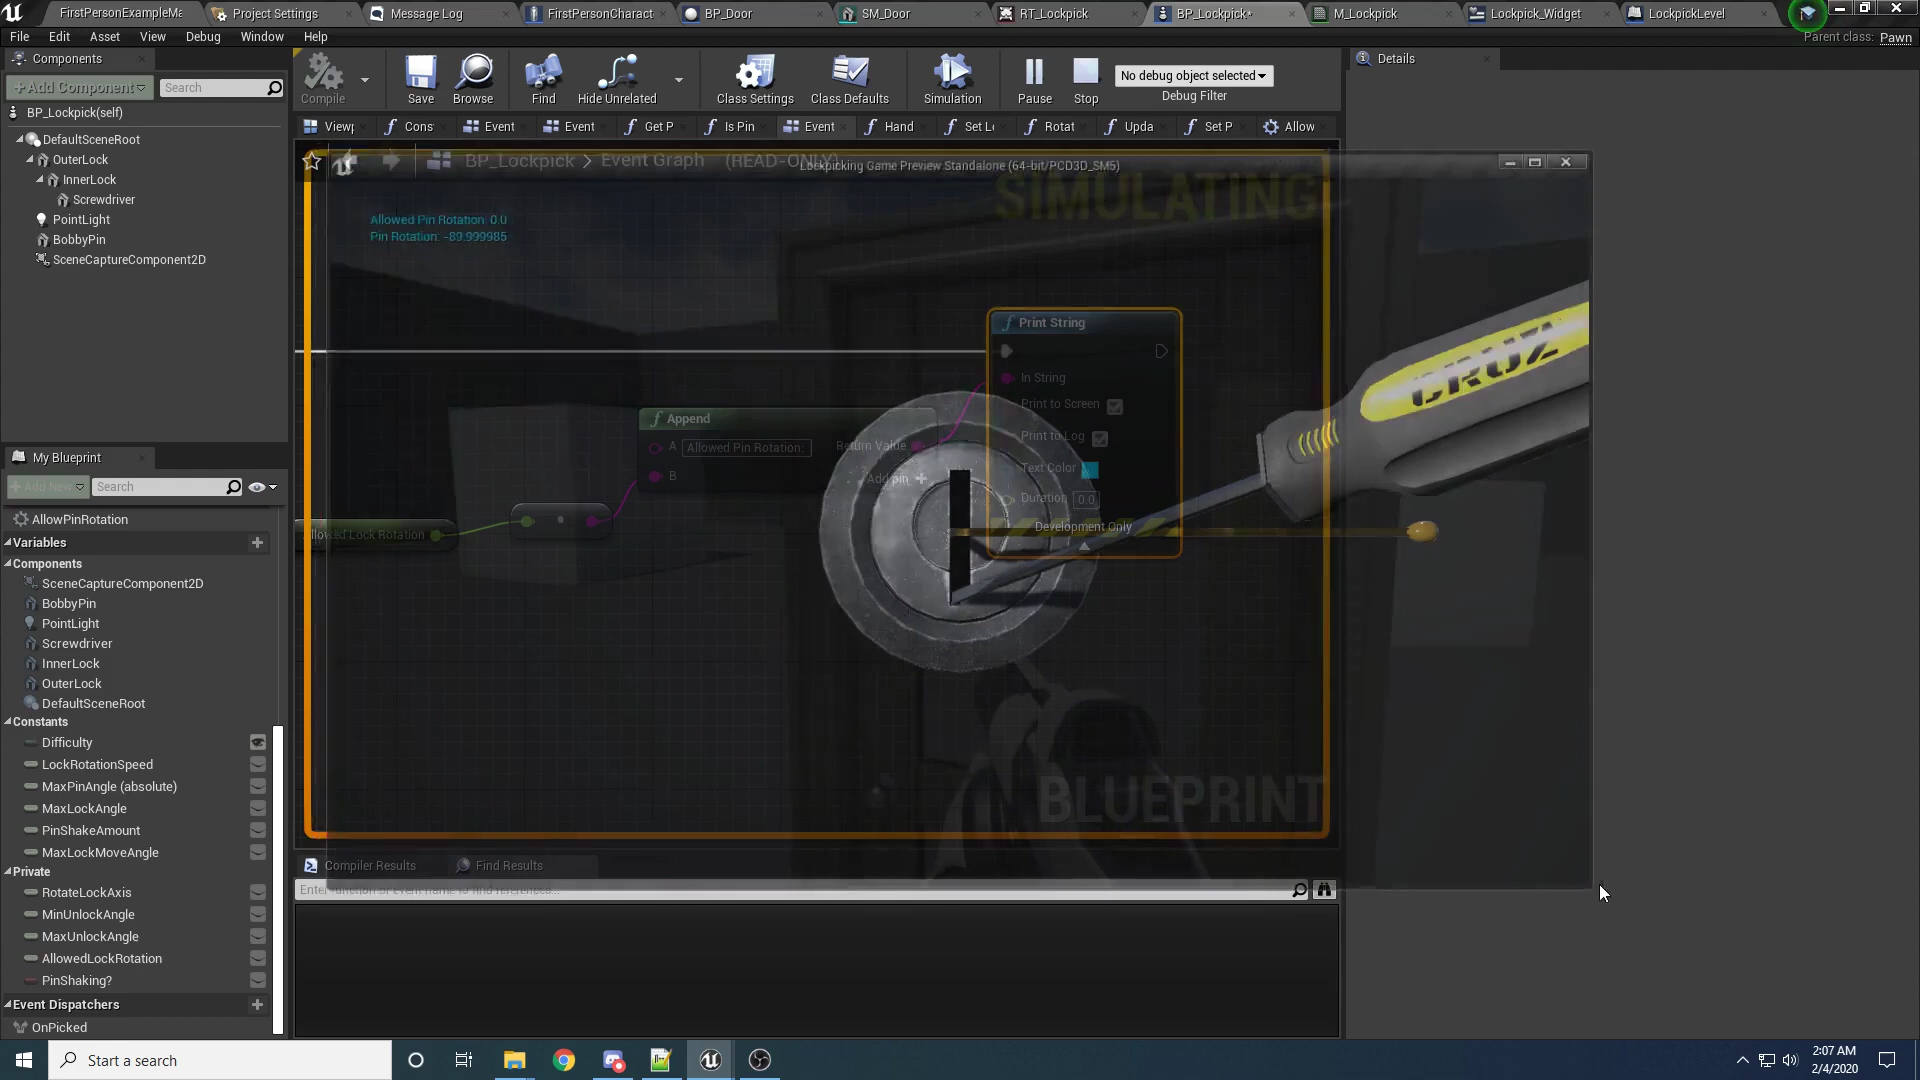 FirstPersonExampleMa
Project Settings
Message Log
FirstPersonCharact
BP_Door
SM_Door
RT_Lockpick
BP_Lockpick*
M_Lockpick
Lockpick_Widget
LockpickLevel
File
Edit
Asset
View
Debug
Window
Help
Parent class: Pawn
Components
+ Add Component
Search
BP_Lockpick(self)
DefaultSceneRoot
OuterLock
InnerLock
Screwdriver
PointLight
BobbyPin
SceneCaptureComponent2D
Compile
Save
Browse
Find
Hide Unrelated
Class Settings
Class Defaults
Simulation
Pause
Stop
No debug object selected
Debug Filter
Details
Viewp
Cons
Event
Event
Get P
Is Pin
Event
Hand
Set L
Rotat
Upda
Set P
Allow
BP_Lockpick > Event Graph (READ-ONLY)
Lockpicking Game Preview Standalone (64-bit/PCD3D_SM5)
SIMULATING
Allowed Pin Rotation: 0.0
Pin Rotation: -89.999985
Print String
In String
Print to Screen
Print to Log
Text Color
Duration 0.0
Development Only
Append
A Allowed Pin Rotation:
Return Value
B
Add pin +
Allowed Lock Rotation
CRUZ
BLUEPRINT
My Blueprint
+ Add New
Search
AllowPinRotation
Variables
Components
SceneCaptureComponent2D
BobbyPin
PointLight
Screwdriver
InnerLock
OuterLock
DefaultSceneRoot
Constants
Difficulty
LockRotationSpeed
MaxPinAngle (absolute)
MaxLockAngle
PinShakeAmount
MaxLockMoveAngle
Private
RotateLockAxis
MinUnlockAngle
MaxUnlockAngle
AllowedLockRotation
PinShaking?
Event Dispatchers
OnPicked
Compiler Results
Find Results
Enter function or event name to find references...
Start a search
2:07 AM
2/4/2020